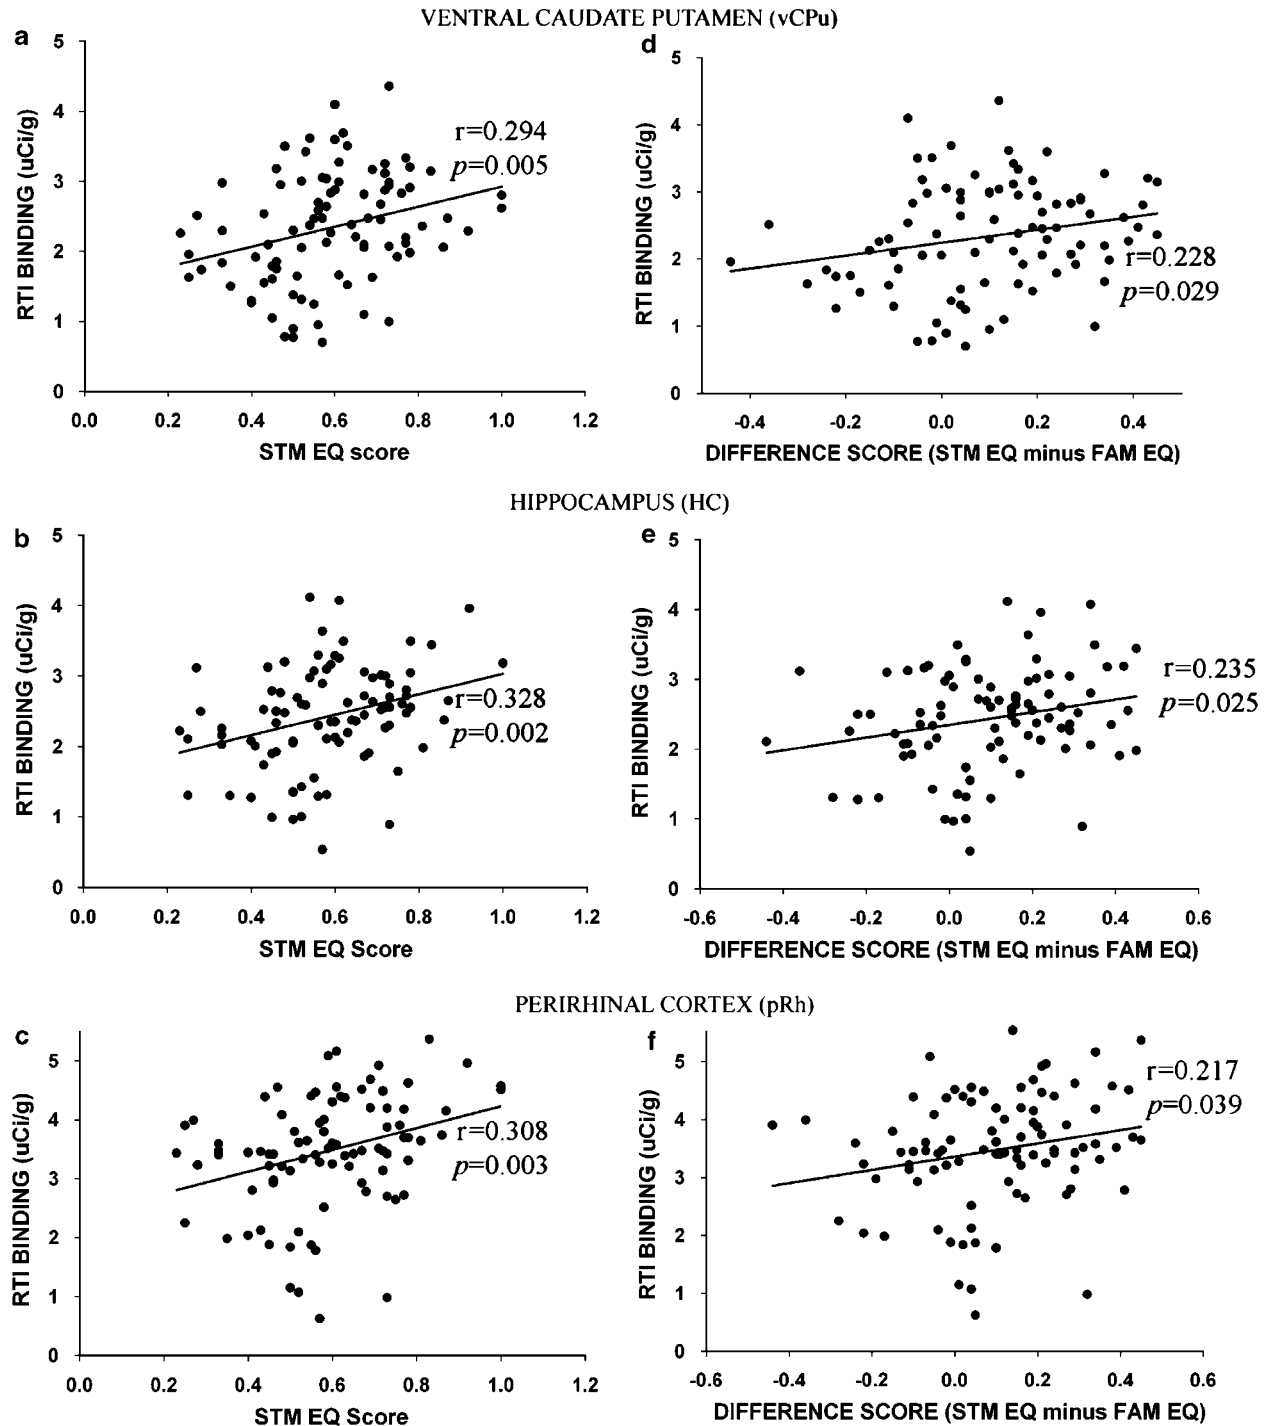 VENTRAL CAUDATE PUTAMEN (vCPu)
a
5
4
3
2
1
0
RTI BINDING (uCi/g)
r=0.294
p=0.005
0.0 0.2 0.4 0.6 0.8 1.0 1.2
STM EQ score
d
5
4
3
2
1
0
RTI BINDING (uCi/g)
r=0.228
p=0.029
-0.4 -0.2 0.0 0.2 0.4
DIFFERENCE SCORE (STM EQ minus FAM EQ)
HIPPOCAMPUS (HC)
b
5
4
3
2
1
0
RTI BINDING (uCi/g)
r=0.328
p=0.002
0.0 0.2 0.4 0.6 0.8 1.0 1.2
STM EQ Score
e
5
4
3
2
1
0
RTI BINDING (uCi/g)
r=0.235
p=0.025
-0.6 -0.4 -0.2 0.0 0.2 0.4 0.6
DIFFERENCE SCORE (STM EQ minus FAM EQ)
PERIRHINAL CORTEX (pRh)
c
5
4
3
2
1
0
RTI BINDING (uCi/g)
r=0.308
p=0.003
0.0 0.2 0.4 0.6 0.8 1.0 1.2
STM EQ Score
f
5
4
3
2
1
0
RTI BINDING (uCi/g)
r=0.217
p=0.039
-0.6 -0.4 -0.2 0.0 0.2 0.4 0.6
DIFFERENCE SCORE (STM EQ minus FAM EQ)